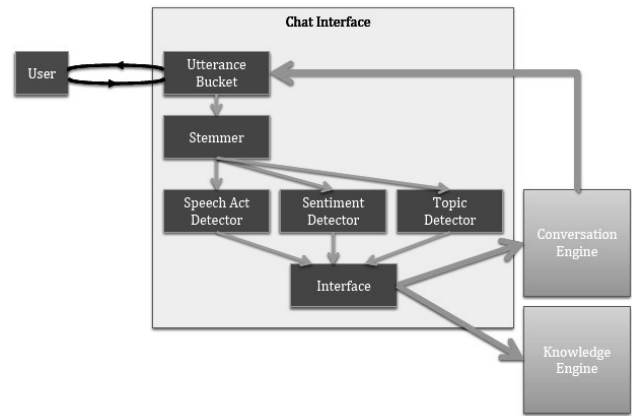 Chat Interface
User
Utterance
Bucket
Stemmer
Speech Act
Detector
Sentiment
Detector
Topic
Detector
Interface
Conversation
Engine
Knowledge
Engine